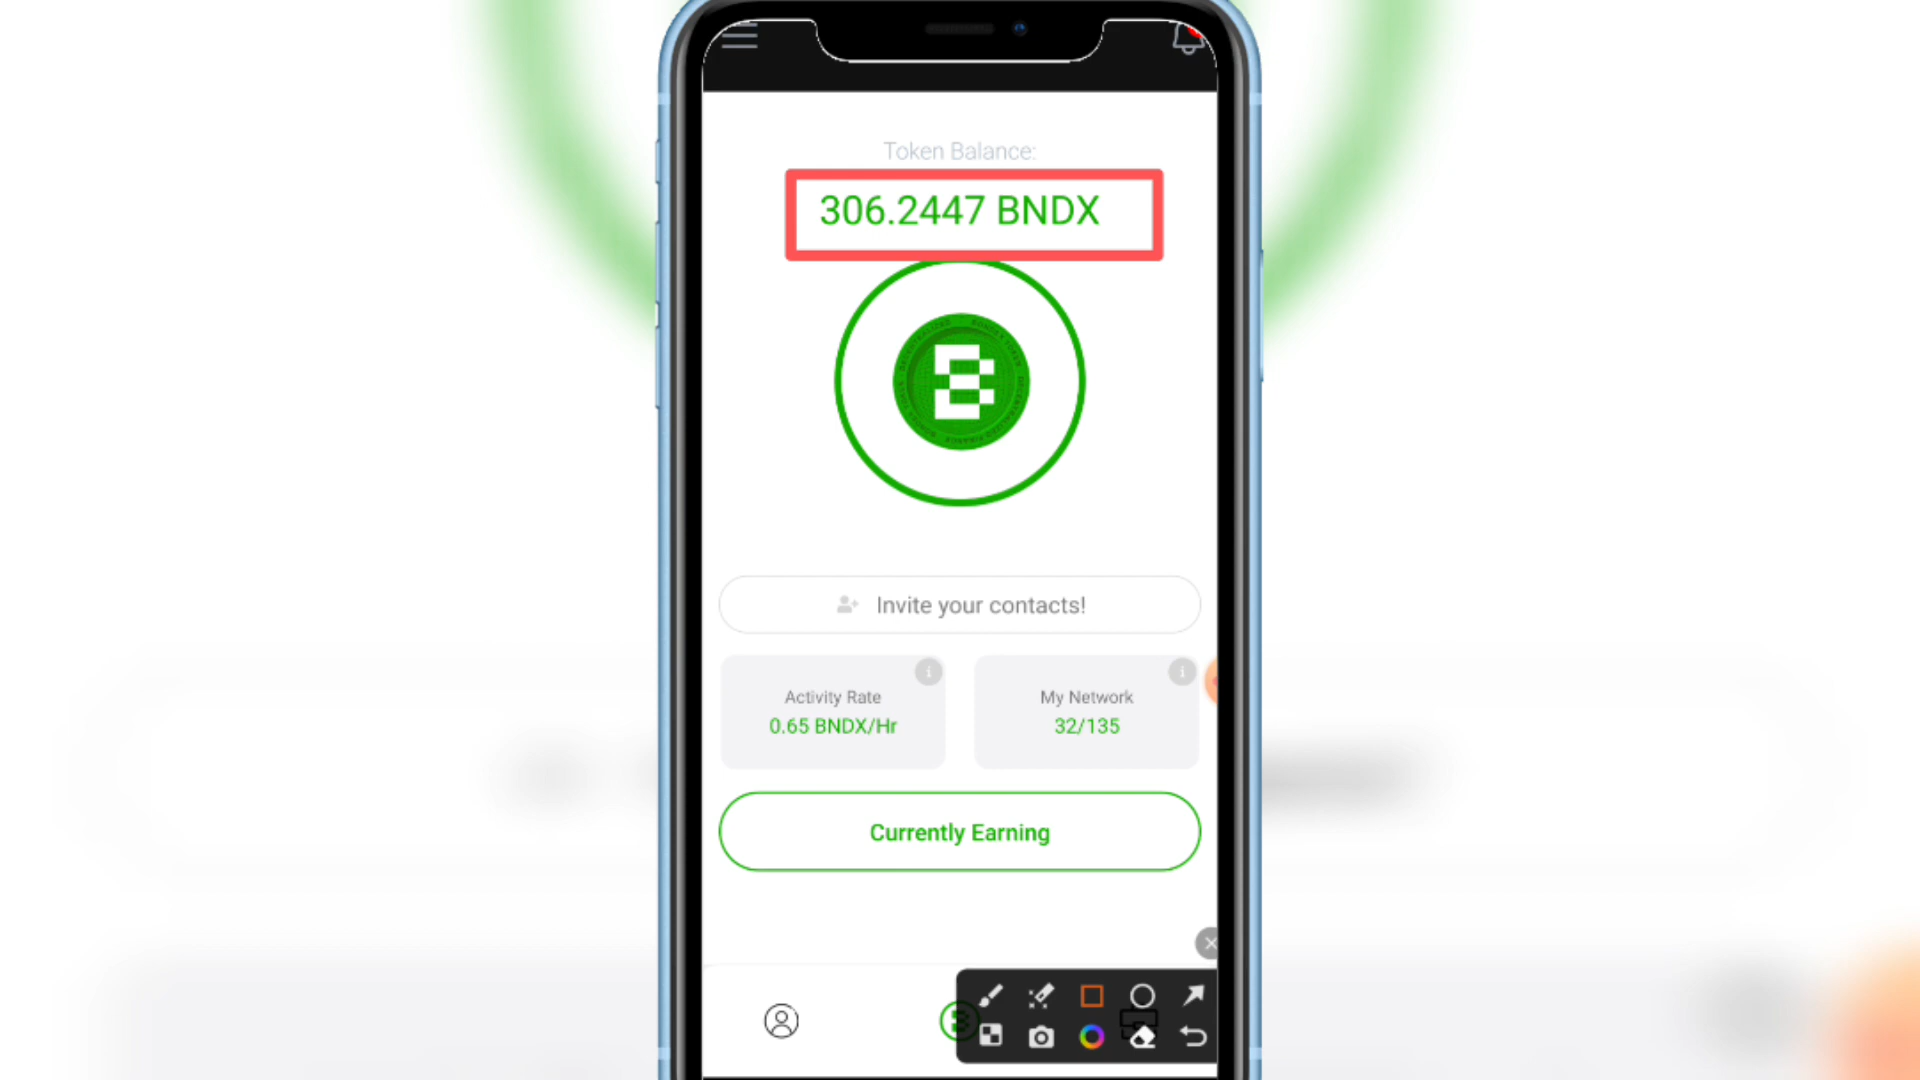 Token Balance:
306.2447 BNDX
Invite your contacts!
Activity Rate
0.65 BNDX/Hr
My Network
32/135
Currently Earning